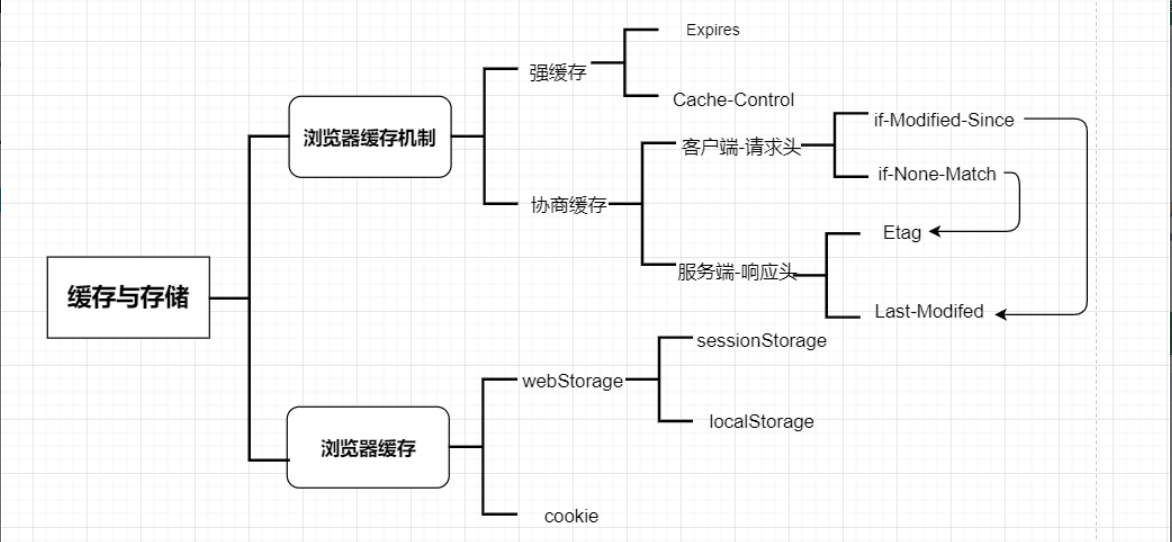 缓存与存储
浏览器缓存机制
强缓存
Expires
Cache-Control
协商缓存
客户端-请求头
if-Modified-Since
if-None-Match
服务端-响应头
Etag
Last-Modifed
浏览器缓存
webStorage
sessionStorage
localStorage
cookie